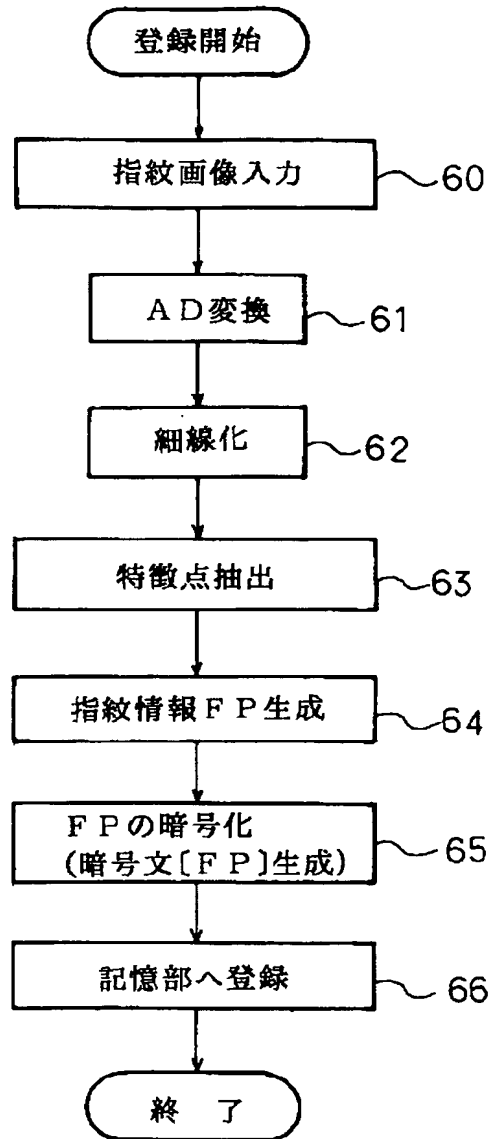 登録開始
指紋画像入力
60
AD変換
61
細線化
62
特徴点抽出
63
指紋情報FP生成
64
FPの暗号化
(暗号文[FP]生成)
65
記憶部へ登録
66
終了